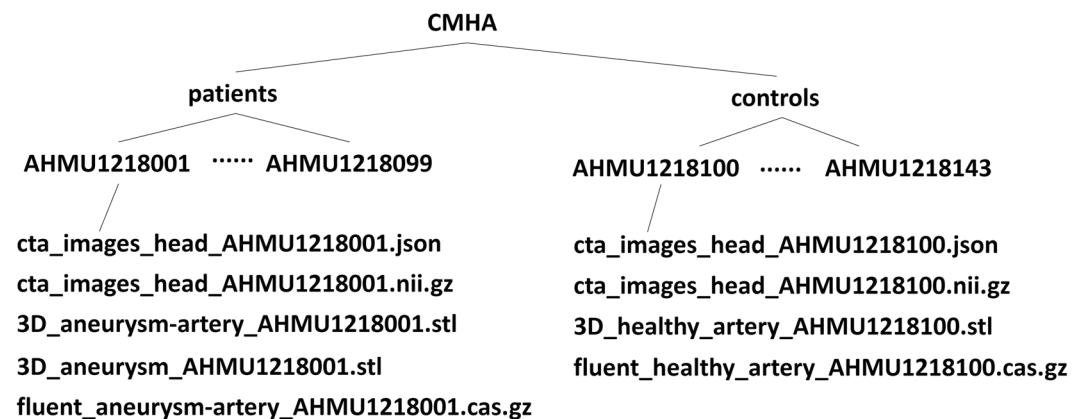 CMHA
patients
controls
AHMU1218001 ······ AHMU1218099
AHMU1218100 ······ AHMU1218143
cta_images_head_AHMU1218001.json
cta_images_head_AHMU1218001.nii.gz
3D_aneurysm-artery_AHMU1218001.stl
3D_aneurysm_AHMU1218001.stl
fluent_aneurysm-artery_AHMU1218001.cas.gz
cta_images_head_AHMU1218100.json
cta_images_head_AHMU1218100.nii.gz
3D_healthy_artery_AHMU1218100.stl
fluent_healthy_artery_AHMU1218100.cas.gz